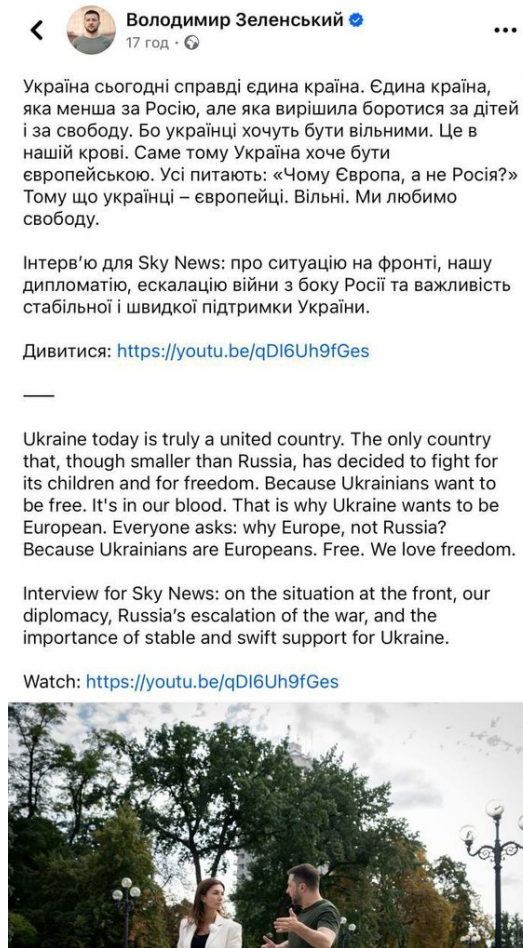 Володимир Зеленський
17 год ·
Україна сьогодні справді єдина країна. Єдина країна,
яка менша за Росію, але яка вирішила боротися за дітей
і за свободу. Бо українці хочуть бути вільними. Це в
нашій крові. Саме тому Україна хоче бути
європейською. Усі питають: «Чому Європа, а не Росія?»
Тому що українці – європейці. Вільні. Ми любимо
свободу.
Інтерв’ю для Sky News: про ситуацію на фронті, нашу
дипломатію, ескалацію війни з боку Росії та важливість
стабільної і швидкої підтримки України.
Дивитися: https://youtu.be/qDI6Uh9fGes
——
Ukraine today is truly a united country. The only country
that, though smaller than Russia, has decided to fight for
its children and for freedom. Because Ukrainians want to
be free. It's in our blood. That is why Ukraine wants to be
European. Everyone asks: why Europe, not Russia?
Because Ukrainians are Europeans. Free. We love freedom.
Interview for Sky News: on the situation at the front, our
diplomacy, Russia’s escalation of the war, and the
importance of stable and swift support for Ukraine.
Watch: https://youtu.be/qDI6Uh9fGes